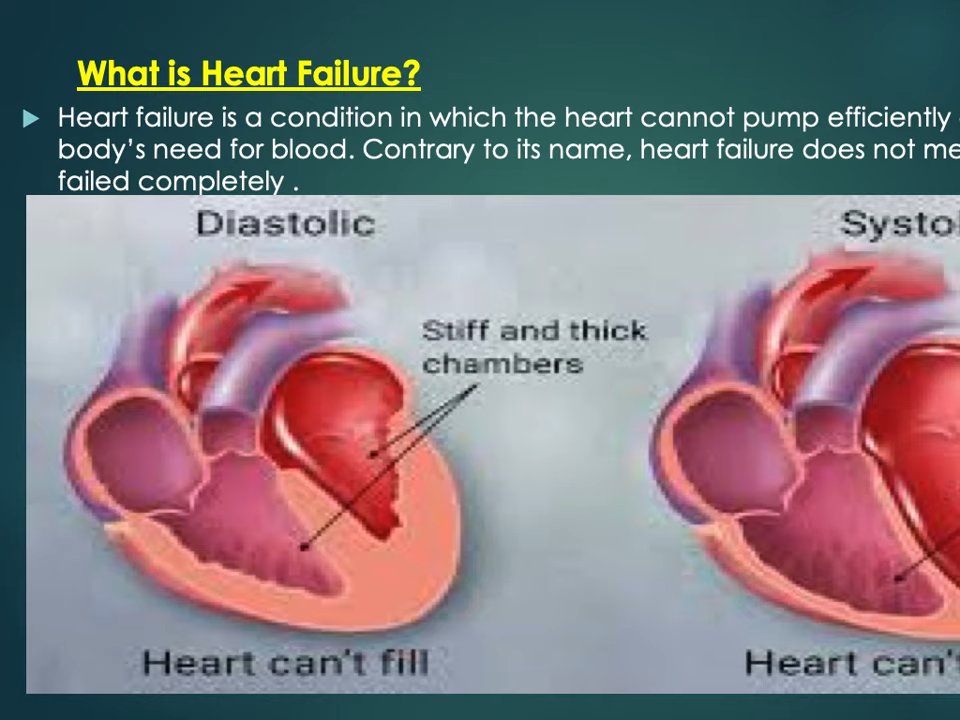 What is Heart Failure?
Heart failure is a condition in which the heart cannot pump efficiently
body’s need for blood. Contrary to its name, heart failure does not
failed completely .
Diastolic
Stiff and thick
chambers
Heart can't fill
Heart